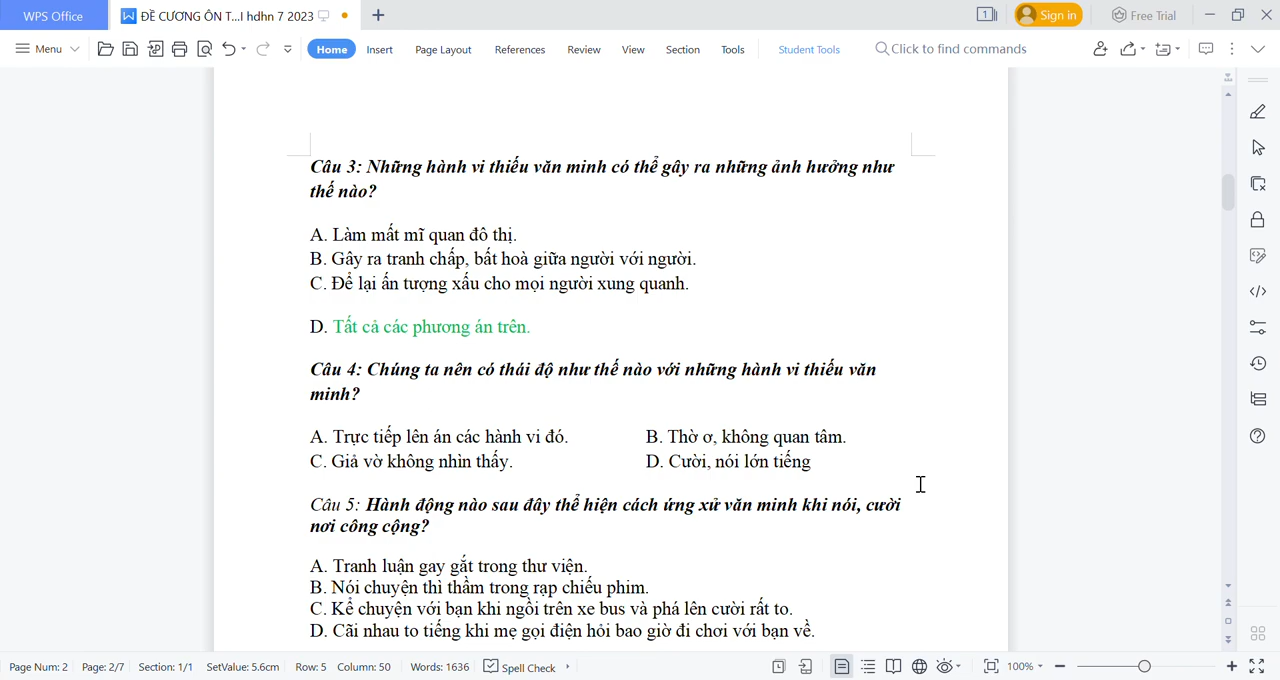 WPS Office
ĐỀ CƯƠNG ÔN T...I hdhn 7 2023
Sign in
Free Trial
Menu
Home
Insert
Page Layout
References
Review
View
Section
Tools
Student Tools
Click to find commands
Câu 3: Những hành vi thiếu văn minh có thể gây ra những ảnh hưởng như
thế nào?
A. Làm mất mĩ quan đô thị.
B. Gây ra tranh chấp, bất hoà giữa người với người.
C. Để lại ấn tượng xấu cho mọi người xung quanh.
D. Tất cả các phương án trên.
Câu 4: Chúng ta nên có thái độ như thế nào với những hành vi thiếu văn
minh?
A. Trực tiếp lên án các hành vi đó. B. Thờ ơ, không quan tâm.
C. Giả vờ không nhìn thấy. D. Cười, nói lớn tiếng
Câu 5: Hành động nào sau đây thể hiện cách ứng xử văn minh khi nói, cười
nơi công cộng?
A. Tranh luận gay gắt trong thư viện.
B. Nói chuyện thì thầm trong rạp chiếu phim.
C. Kể chuyện với bạn khi ngồi trên xe bus và phá lên cười rất to.
D. Cãi nhau to tiếng khi mẹ gọi điện hỏi bao giờ đi chơi với bạn về.
Page Num: 2 Page: 2/7 Section: 1/1 SetValue: 5.6cm Row: 5 Column: 50 Words: 1636 Spell Check 100%